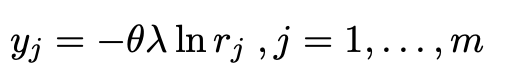 y_j = −θλ ln r_j , j = 1, . . . , m